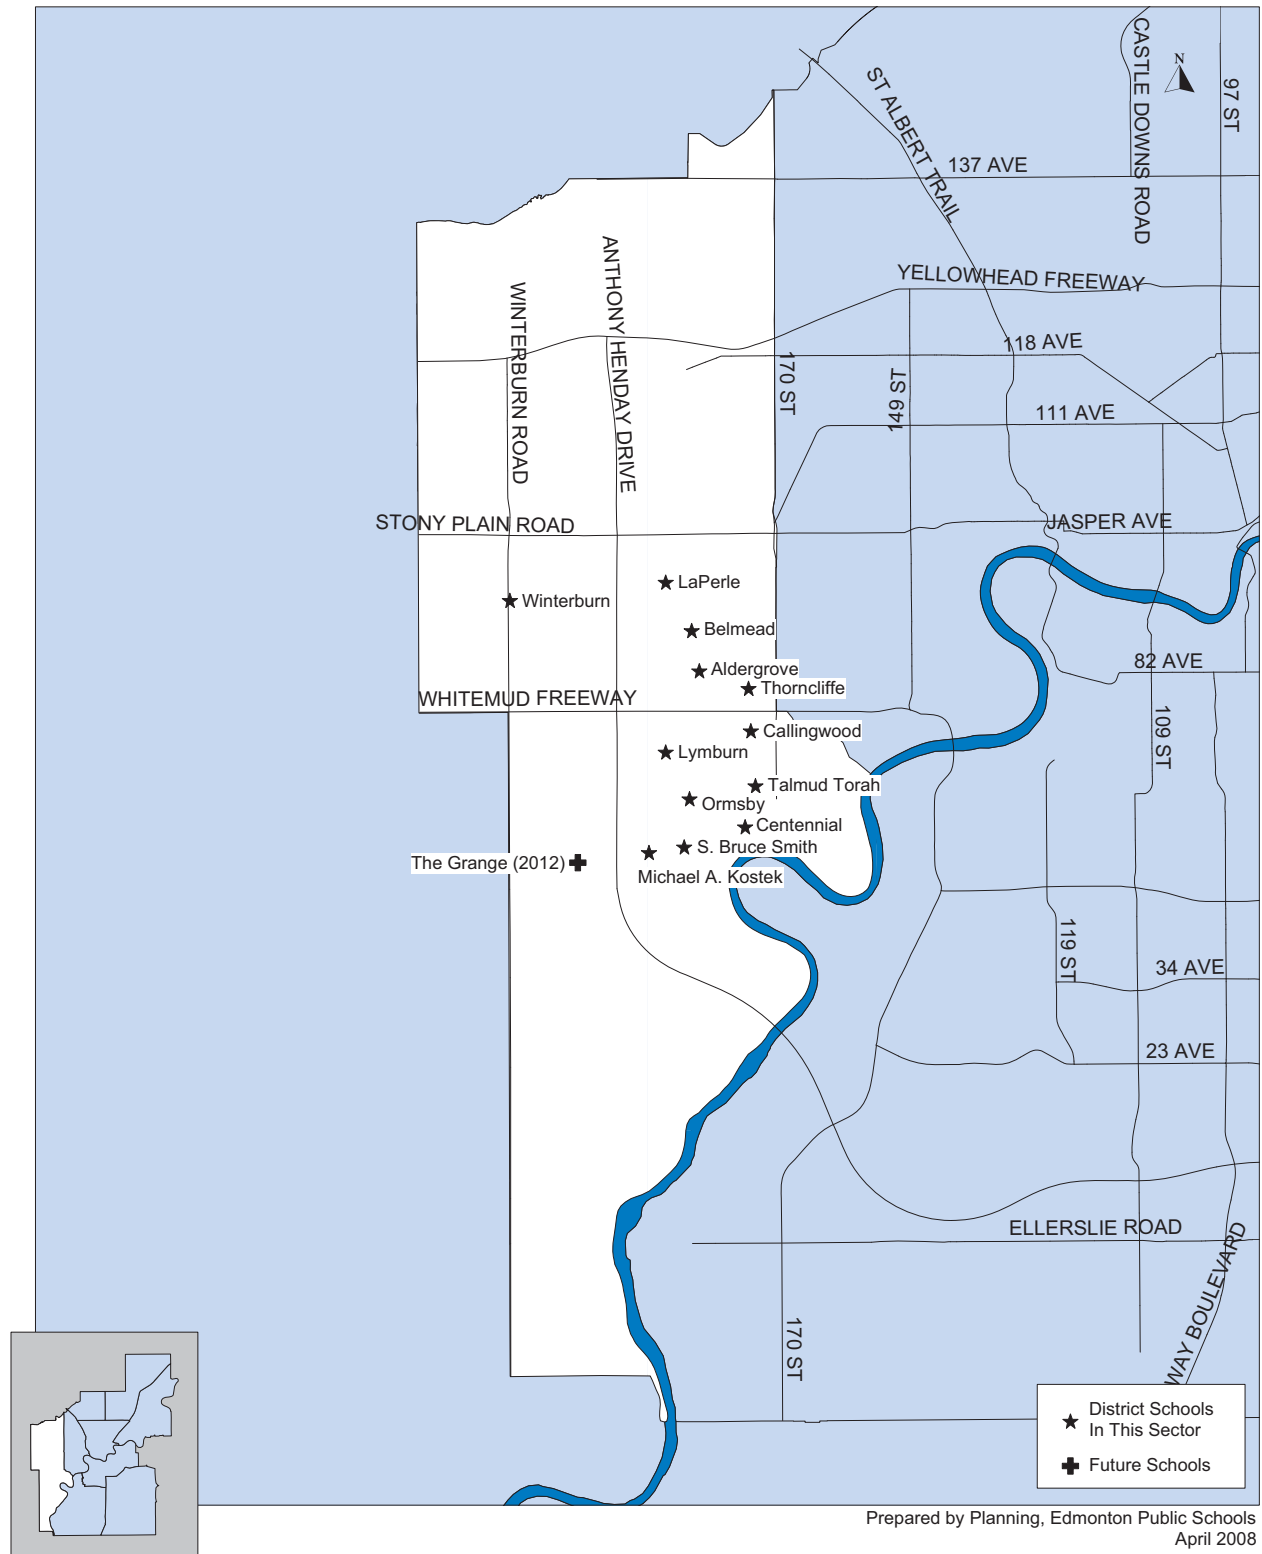 N
CASTLE DOWNS ROAD
97 ST
ST ALBERT TRAIL
137 AVE
ANTHONY HENDAY DRIVE
YELLOWHEAD FREEWAY
WINTERBURN ROAD
118 AVE
170 ST
149 ST
111 AVE
STONY PLAIN ROAD
JASPER AVE
LaPerle
Winterburn
Belmead
82 AVE
Aldergrove
Thorncliffe
WHITEMUD FREEWAY
109 ST
Callingwood
Lymburn
Talmud Torah
Ormsby
Centennial
S. Bruce Smith
The Grange (2012)
Michael A. Kostek
119 ST
34 AVE
23 AVE
ELLERSLIE ROAD
WAY BOULEVARD
170 ST
District Schools
In This Sector
Future Schools
Prepared by Planning, Edmonton Public Schools
April 2008